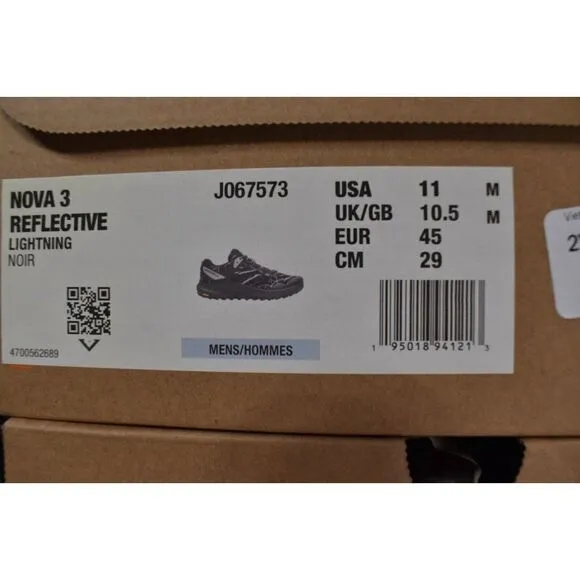 NOVA 3
REFLECTIVE
LIGHTNING
NOIR
4700562689
J067573
MENS/HOMMES
USA 11 M
UK/GB 10.5 M
EUR 45
CM 29
1 95018 94121 3